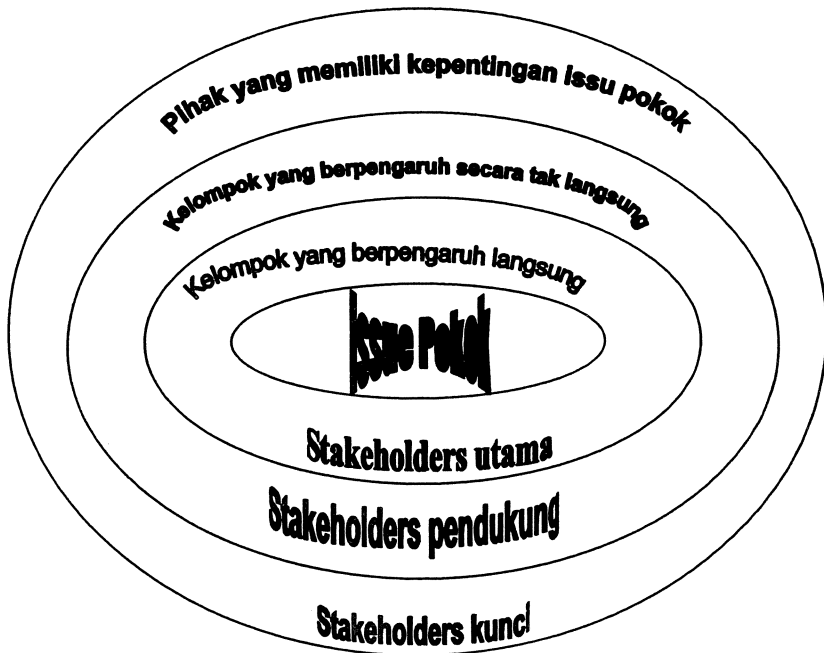 Pihak yang memiliki kepentingan issu pokok
Kelompok yang berpengaruh secara tak langsung
Kelompok yang berpengaruh langsung
Issue Pokok
Stakeholders utama
Stakeholders pendukung
Stakeholders kunci